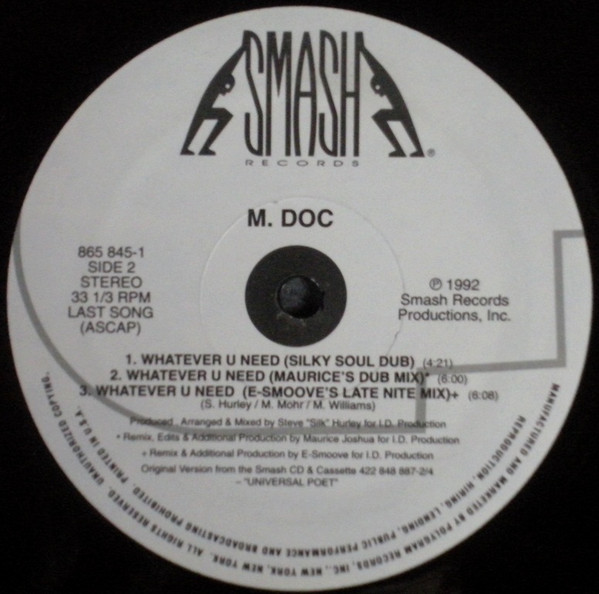 SMASH
RECORDS
®
M. DOC
865 845-1
SIDE 2
STEREO
33 1/3 RPM
LAST SONG
(ASCAP)
℗ 1992
Smash Records
Productions, Inc.
1. WHATEVER U NEED (SILKY SOUL DUB) (4:21)
2. WHATEVER U NEED (MAURICE'S DUB MIX)* (6:00)
3. WHATEVER U NEED (E-SMOOVE'S LATE NITE MIX)+ (6:08)
(S. Hurley / M. Mohr / M. Williams)
Produced, Arranged & Mixed by Steve "Silk" Hurley for I.D. Production
* Remix, Edits & Additional Production by Maurice Joshua for I.D. Production
+ Remix & Additional Production by E-Smoove for I.D. Production
Original Version from the Smash CD & Cassette 422 848 887-2/4
– "UNIVERSAL POET"
MANUFACTURED AND MARKETED BY POLYGRAM RECORDS, INC., NEW YORK, NEW YORK. ALL RIGHTS RESERVED. UNAUTHORIZED COPYING,
REPRODUCTION, HIRING, LENDING, PUBLIC PERFORMANCE AND BROADCASTING PROHIBITED. PRINTED IN U.S.A.